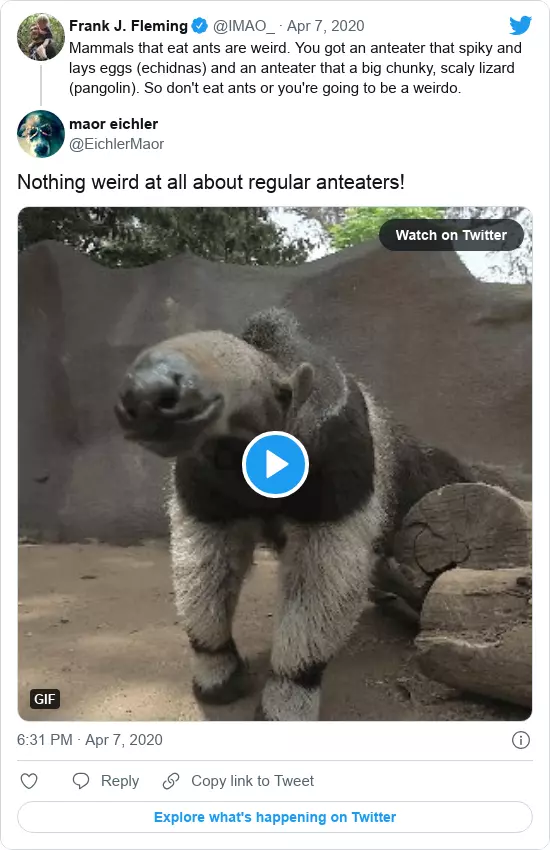 Frank J. Fleming @IMAO_ · Apr 7, 2020
Mammals that eat ants are weird. You got an anteater that spiky and
lays eggs (echidnas) and an anteater that a big chunky, scaly lizard
(pangolin). So don't eat ants or you're going to be a weirdo.
maor eichler
@EichlerMaor
Nothing weird at all about regular anteaters!
Watch on Twitter
GIF
6:31 PM · Apr 7, 2020
Reply
Copy link to Tweet
Explore what's happening on Twitter